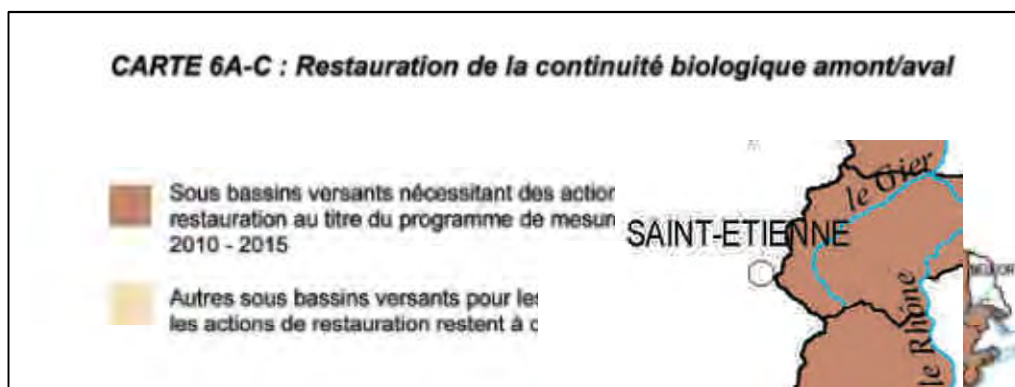 CARTE 6A-C : Restauration de la continuité biologique amont/aval
Sous bassins versants nécessitant des action
restauration au titre du programme de mesur
2010 - 2015
Autres sous bassins versants pour les
les actions de restauration restent à
le Gier
SAINT-ETIENNE
le Rhône